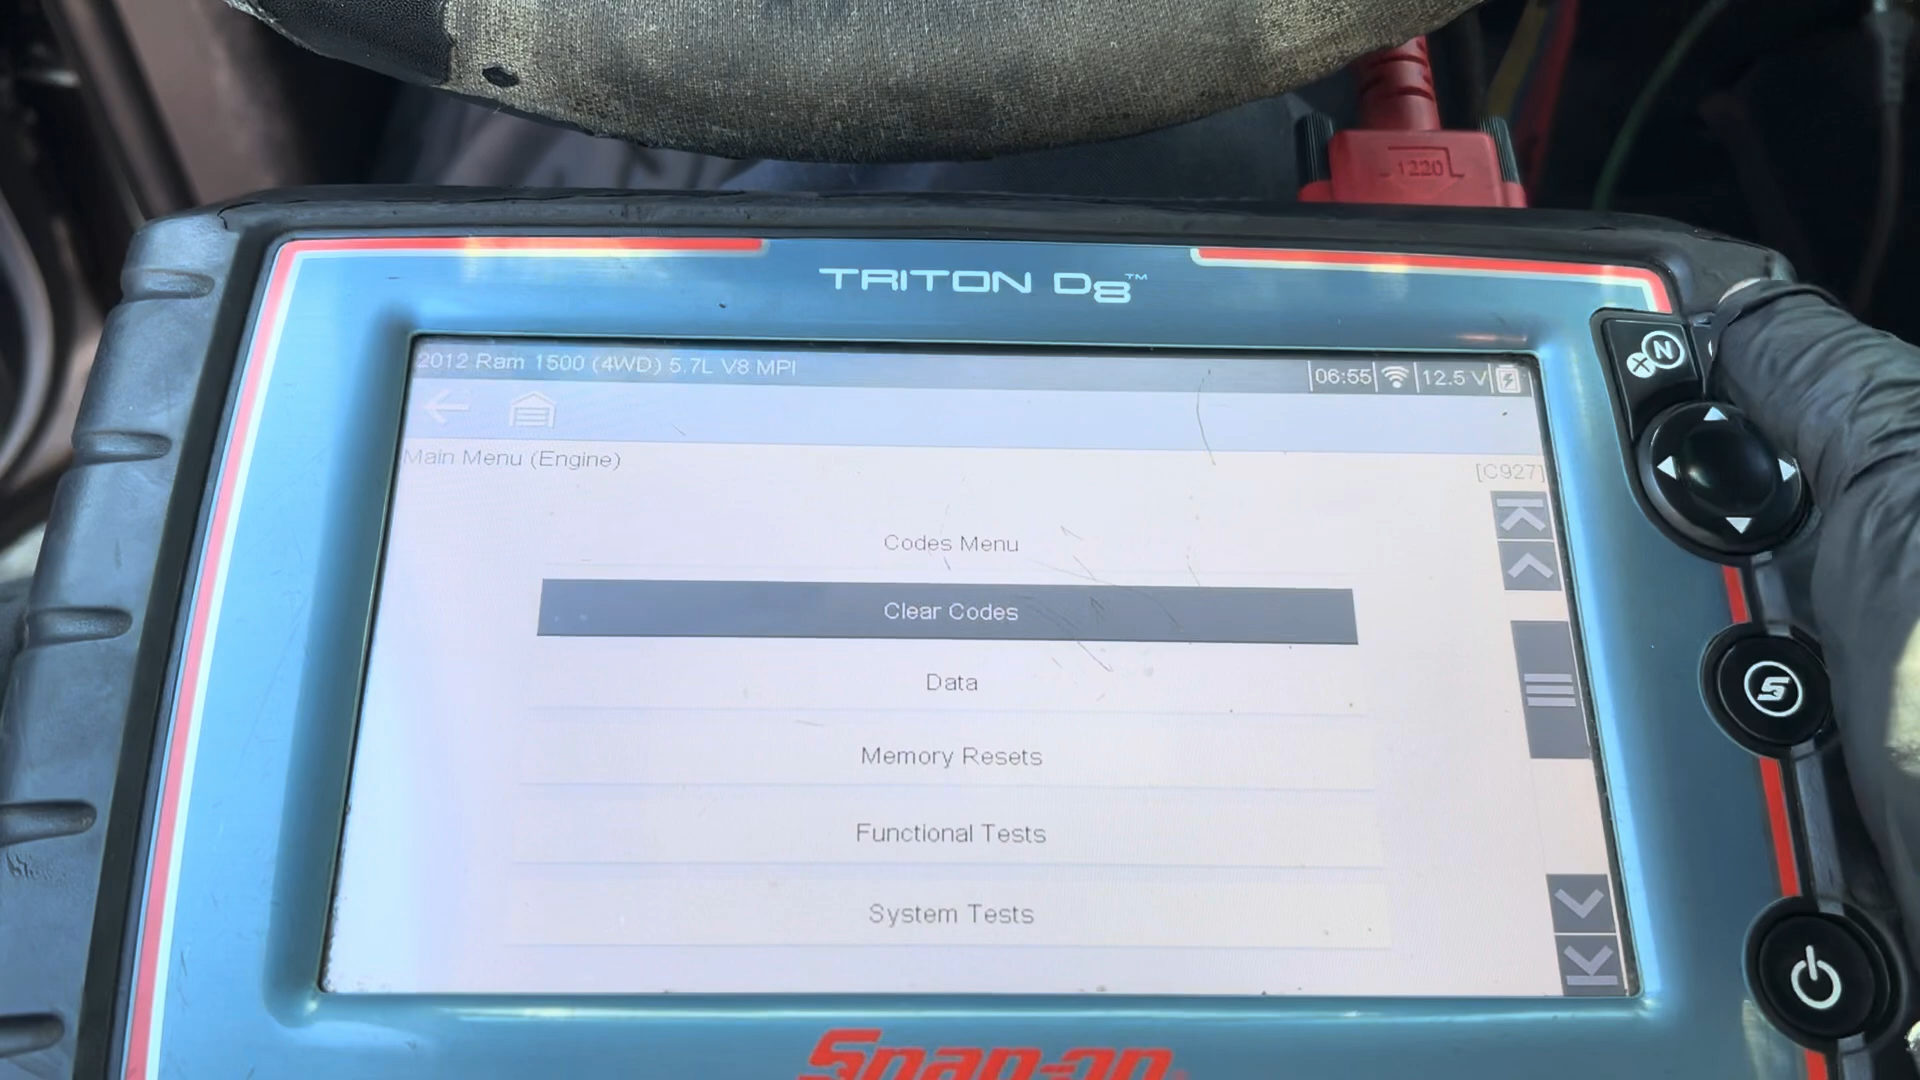 1220
TRITON D8™
2012 Ram 1500 (4WD) 5.7L V8 MPI
06:55
12.5 V
Main Menu (Engine)
[C927]
Codes Menu
Clear Codes
Data
Memory Resets
Functional Tests
System Tests
N
S
Snap-on